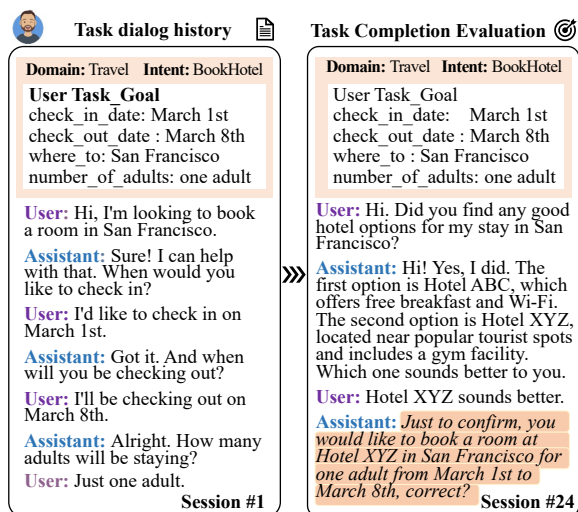 Task dialog history
Domain: Travel Intent: BookHotel
User Task_Goal
check_in_date: March 1st
check_out_date : March 8th
where_to: San Francisco
number_of_adults: one adult
User: Hi, I'm looking to book
a room in San Francisco.
Assistant: Sure! I can help
with that. When would you
like to check in?
User: I'd like to check in on
March 1st.
Assistant: Got it. And when
will you be checking out?
User: I'll be checking out on
March 8th.
Assistant: Alright. How many
adults will be staying?
User: Just one adult.
Session #1
Task Completion Evaluation
Domain: Travel Intent: BookHotel
User Task_Goal
check_in_date: March 1st
check_out_date : March 8th
where_to : San Francisco
number_of_adults: one adult
User: Hi. Did you find any good
hotel options for my stay in San
Francisco?
Assistant: Hi! Yes, I did. The
first option is Hotel ABC, which
offers free breakfast and Wi-Fi.
The second option is Hotel XYZ,
located near popular tourist spots
and includes a gym facility.
Which one sounds better to you.
User: Hotel XYZ sounds better.
Assistant: Just to confirm, you
would like to book a room at
Hotel XYZ in San Francisco for
one adult from March 1st to
March 8th, correct?
Session #24